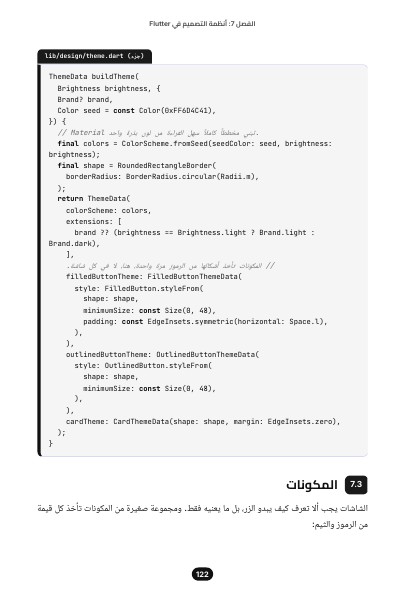 الفصل 7: أنظمة التصميم في Flutter
lib/design/theme.dart (جزء)
ThemeData buildTheme(
  Brightness brightness, {
  Brand? brand,
  Color seed = const Color(0xFF6D4C41),
}) {
  // Material تبني مخططاً كاملاً سهل القراءة من لون بذرة واحد.
  final colors = ColorScheme.fromSeed(seedColor: seed, brightness:
brightness);
  final shape = RoundedRectangleBorder(
    borderRadius: BorderRadius.circular(Radii.m),
  );
  return ThemeData(
    colorScheme: colors,
    extensions: [
      brand ?? (brightness == Brightness.light ? Brand.light :
Brand.dark),
    ],
    // المكونات تأخذ أشكالها من الرموز مرة واحدة، هنا، لا في كل شاشة.
    filledButtonTheme: FilledButtonThemeData(
      style: FilledButton.styleFrom(
        shape: shape,
        minimumSize: const Size(0, 48),
        padding: const EdgeInsets.symmetric(horizontal: Space.l),
      ),
    ),
    outlinedButtonTheme: OutlinedButtonThemeData(
      style: OutlinedButton.styleFrom(
        shape: shape,
        minimumSize: const Size(0, 48),
      ),
    ),
    cardTheme: CardThemeData(shape: shape, margin: EdgeInsets.zero),
  );
}
7.3 المكونات
الشاشات يجب ألا تعرف كيف يبدو الزر، بل ما يعنيه فقط. ومجموعة صغيرة من المكونات تأخذ كل قيمة
من الرموز والثيم:
122